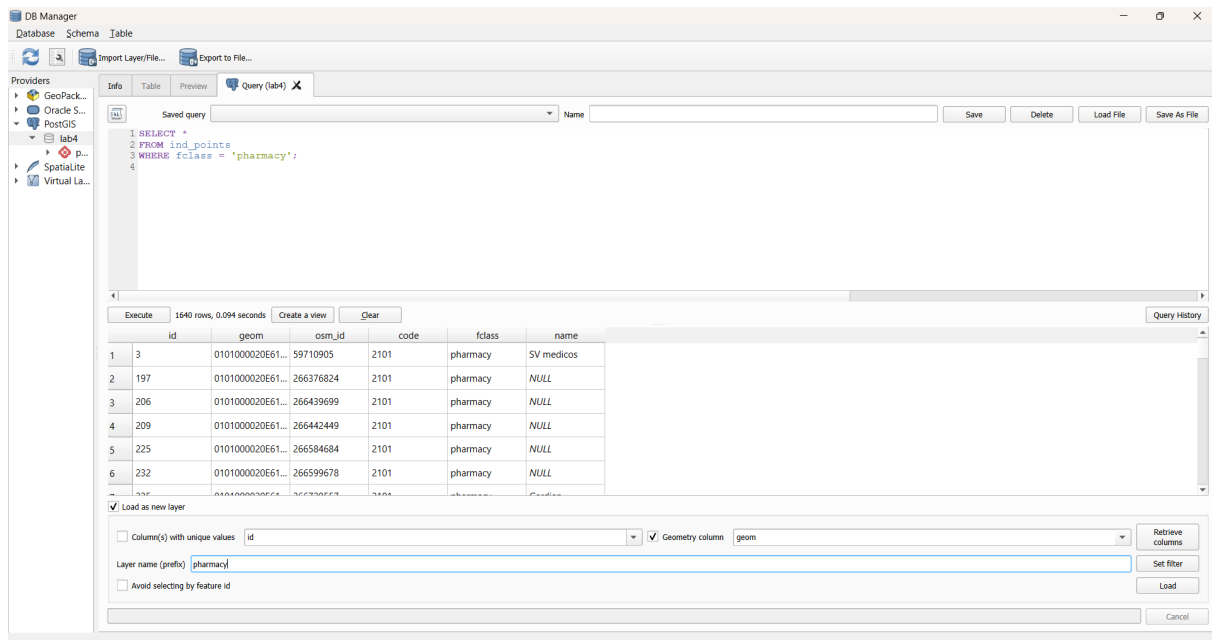 DB Manager
Database Schema Table
Import Layer/File... Export to File...
Providers
GeoPack...
Oracle S...
PostGIS
lab4
p...
SpatiaLite
Virtual La...
Info Table Preview Query (lab4)
Saved query Name Save Delete Load File Save As File
1 SELECT *
2 FROM ind_points
3 WHERE fclass = 'pharmacy';
4
Execute 1640 rows, 0.094 seconds Create a view Clear Query History
id geom osm_id code fclass name
1 3 0101000020E61... 59710905 2101 pharmacy SV medicos
2 197 0101000020E61... 266376824 2101 pharmacy NULL
3 206 0101000020E61... 266439699 2101 pharmacy NULL
4 209 0101000020E61... 266442449 2101 pharmacy NULL
5 225 0101000020E61... 266584684 2101 pharmacy NULL
6 232 0101000020E61... 266599678 2101 pharmacy NULL
Load as new layer
Column(s) with unique values id Geometry column geom Retrieve columns
Layer name (prefix) pharmacy Set filter
Avoid selecting by feature id Load
Cancel